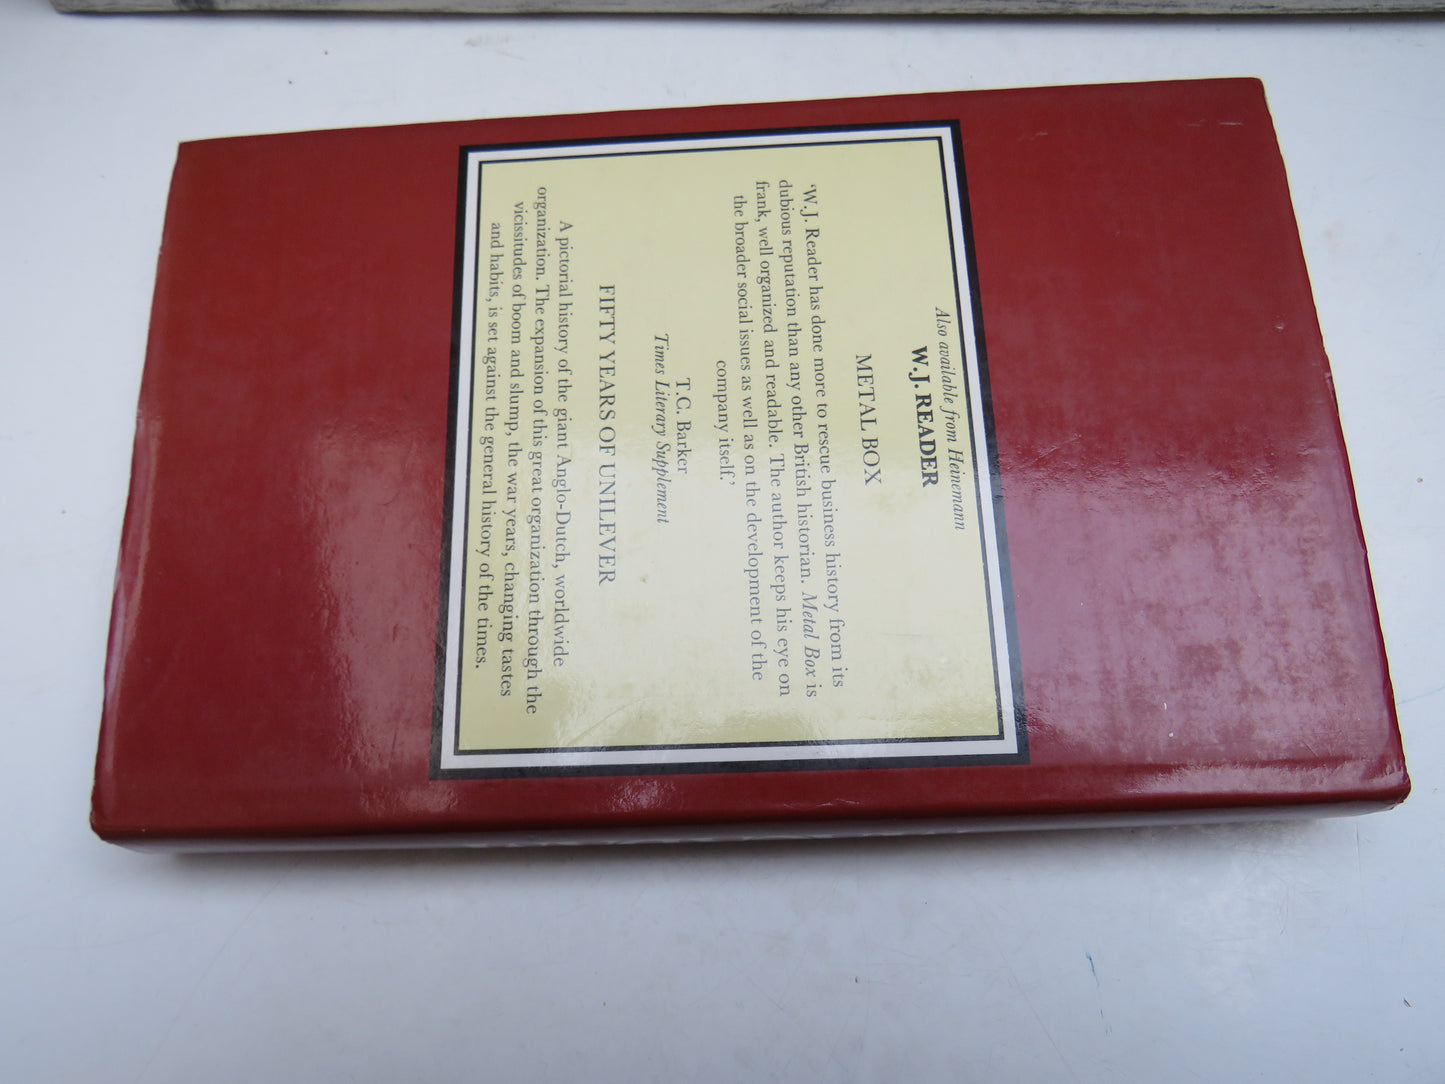 Also available from Heinemann
W.J. READER
METAL BOX
'W.J. Reader has done more to rescue business history from its
dubious reputation than any other British historian. Metal Box is
frank, well organized and readable. The author keeps his eye on
the broader social issues as well as on the development of the
company itself.'
T.C. Barker
Times Literary Supplement
FIFTY YEARS OF UNILEVER
A pictorial history of the giant Anglo-Dutch, worldwide
organization. The expansion of this great organization through the
vicissitudes of boom and slump, the war years, changing tastes
and habits, is set against the general history of the times.